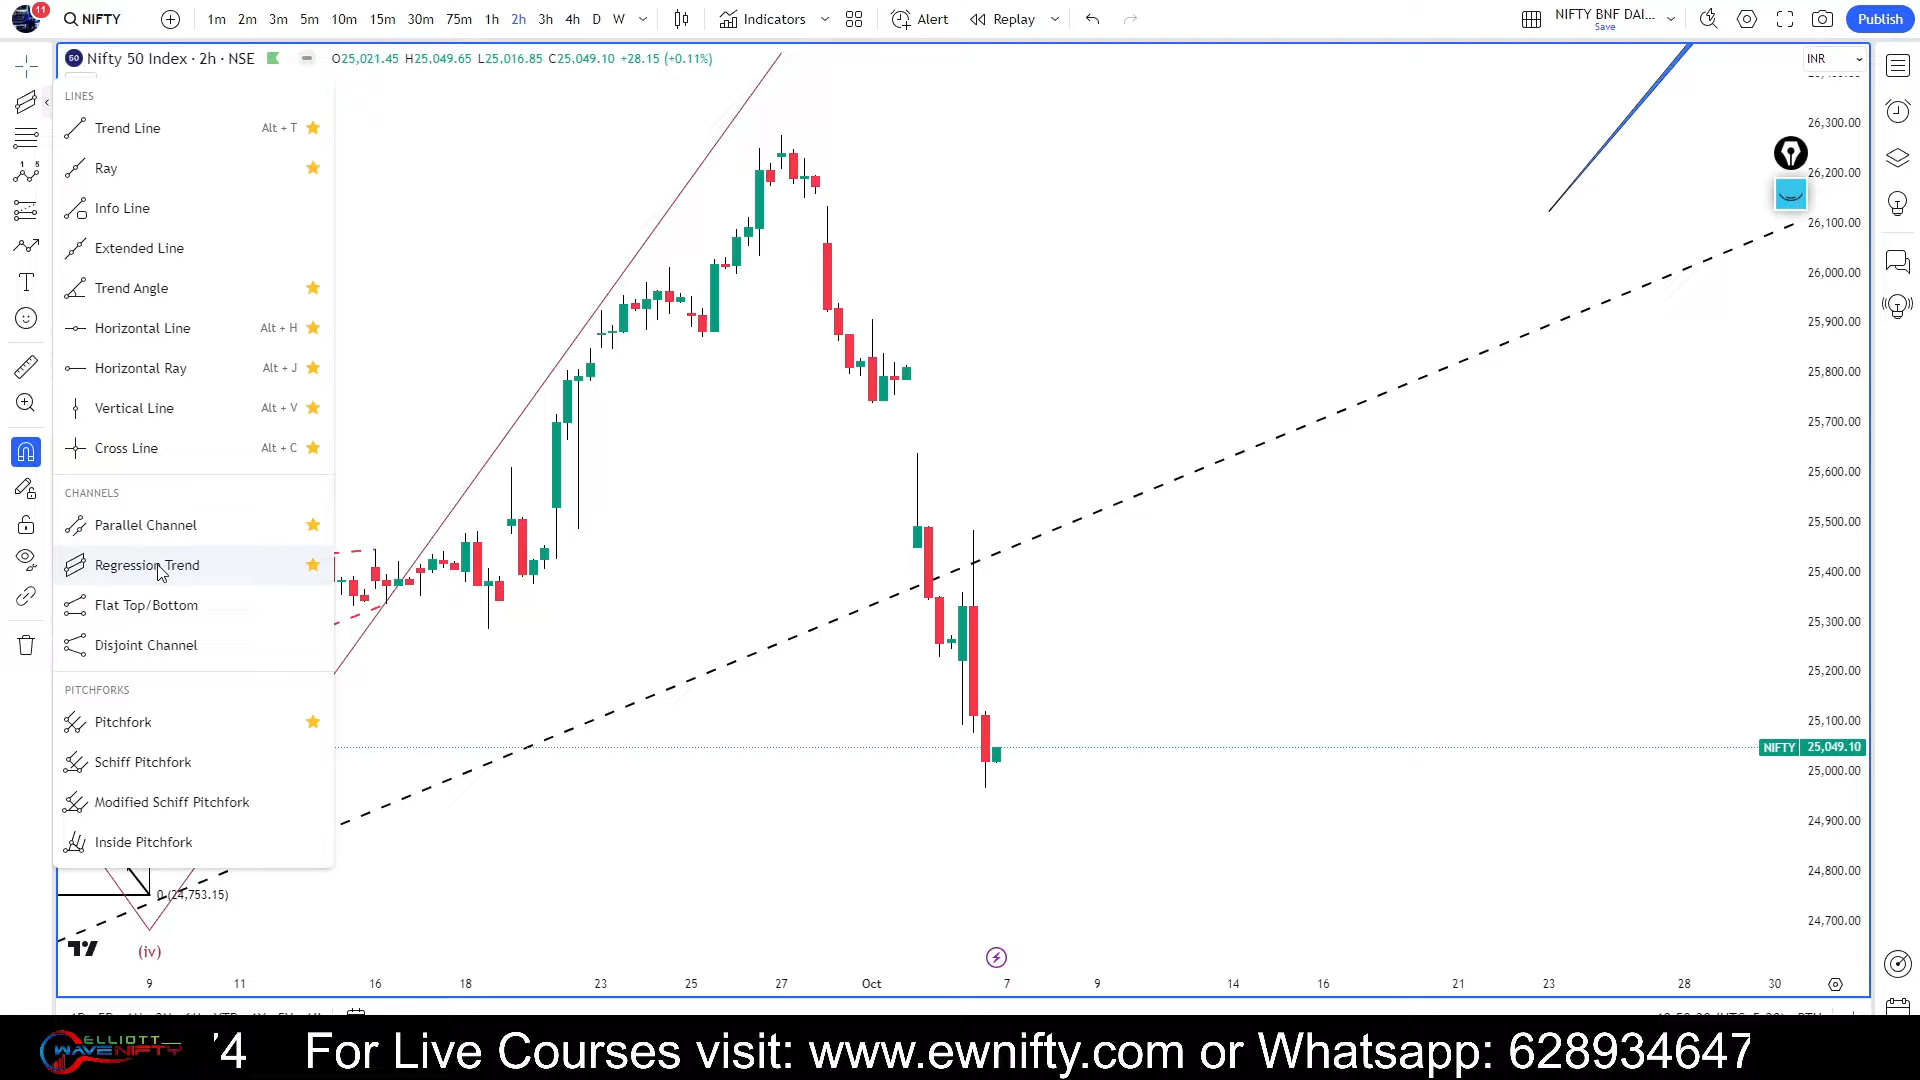 11
NIFTY
1m 2m 3m 5m 10m 15m 30m 75m 1h 2h 3h 4h D W
Indicators
Alert
Replay
NIFTY BNF DAI...
Save
Publish
50
Nifty 50 Index · 2h · NSE
O25,021.45 H25,049.65 L25,016.85 C25,049.10 +28.15 (+0.11%)
INR
LINES
Trend Line Alt + T
Ray
Info Line
Extended Line
Trend Angle
Horizontal Line Alt + H
Horizontal Ray Alt + J
Vertical Line Alt + V
Cross Line Alt + C
CHANNELS
Parallel Channel
Regression Trend
Flat Top/Bottom
Disjoint Channel
PITCHFORKS
Pitchfork
Schiff Pitchfork
Modified Schiff Pitchfork
Inside Pitchfork
26,300.00
26,200.00
26,100.00
26,000.00
25,900.00
25,800.00
25,700.00
25,600.00
25,500.00
25,400.00
25,300.00
25,200.00
25,100.00
NIFTY 25,049.10
25,000.00
24,900.00
24,800.00
24,700.00
0 (24,753.15)
(iv)
9 11 16 18 23 25 27 Oct 7 9 14 16 21 23 28 30
ELLIOTT
WAVE NIFTY
74 For Live Courses visit: www.ewnifty.com or Whatsapp: 628934647